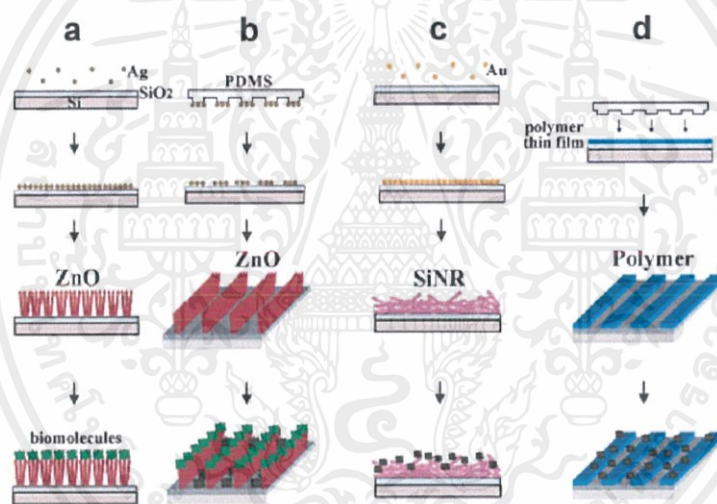 a
b
c
d
Ag
SiO2
Si
PDMS
Au
polymer
thin film
ZnO
ZnO
SiNR
Polymer
biomolecules